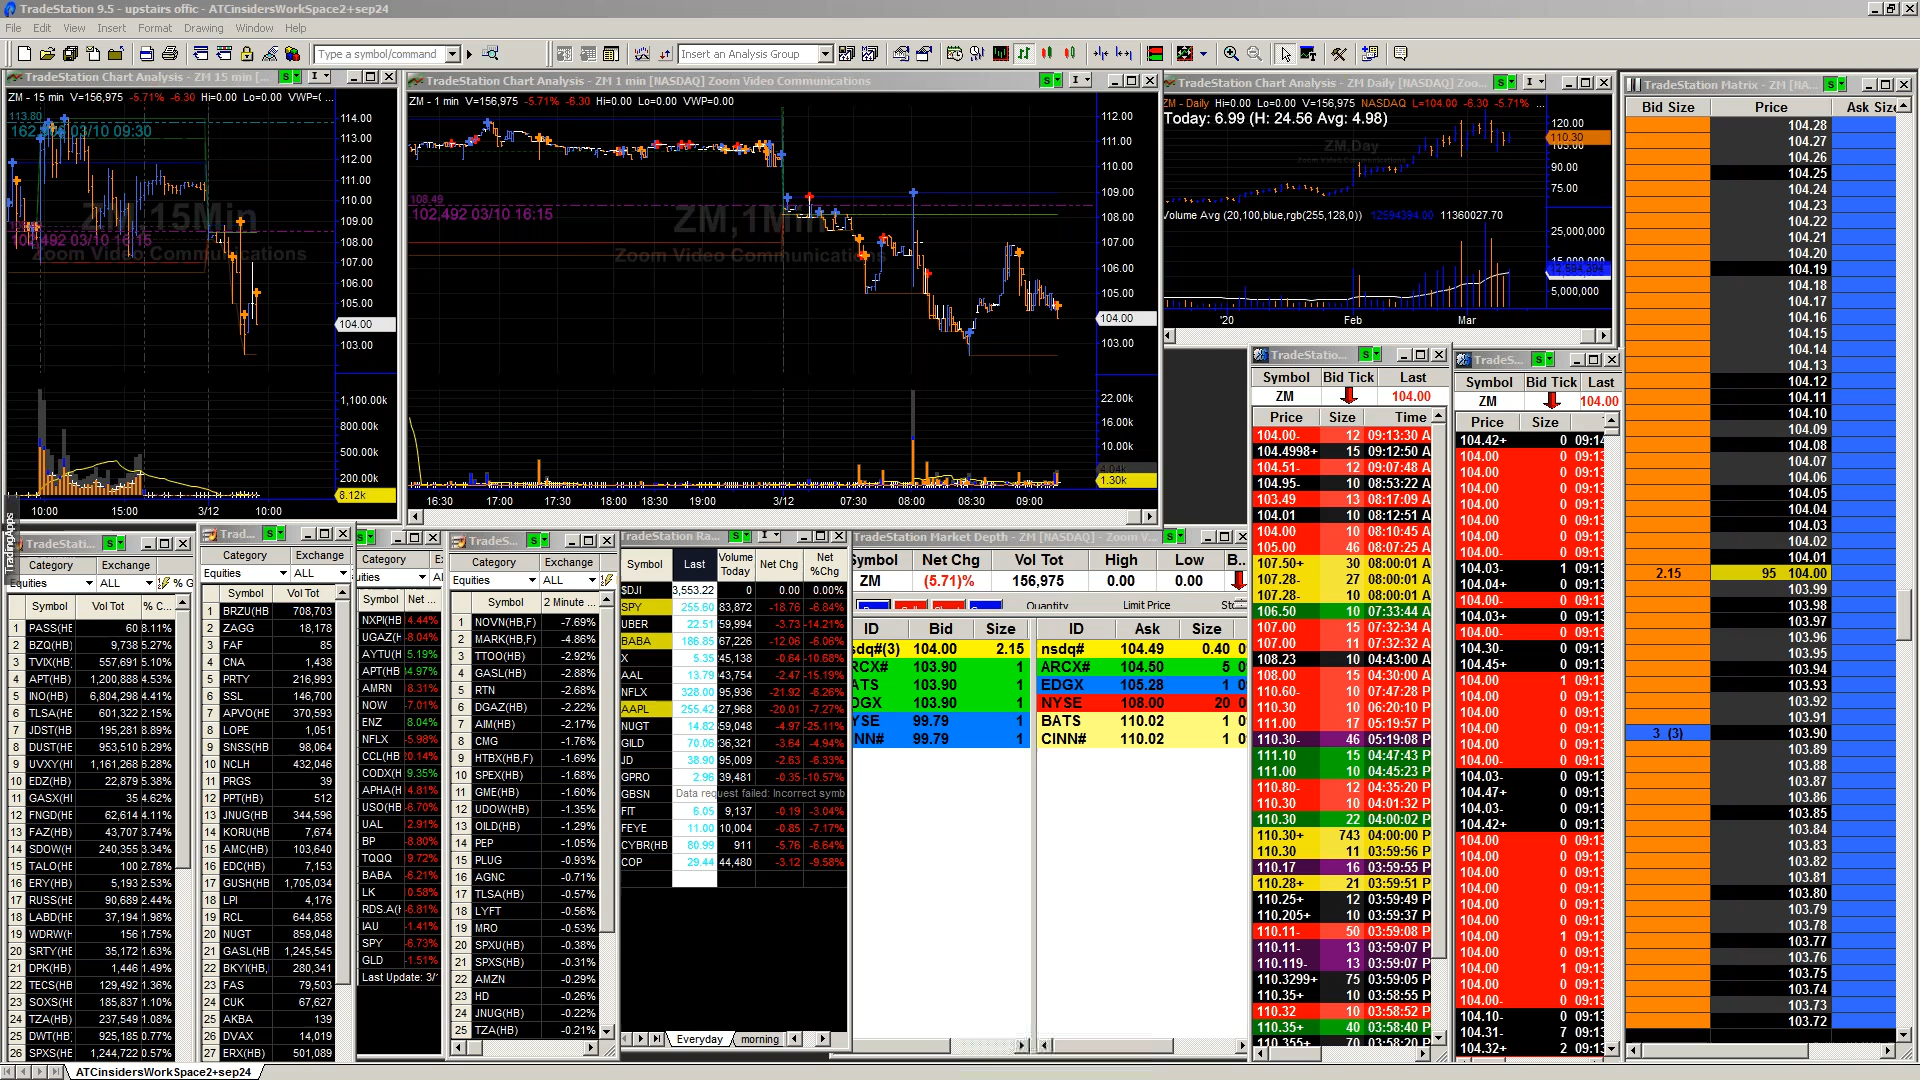 TradeStation 9.5 - upstairs offic - ATCinsidersWorkSpace2+sep24
File Edit View Insert Format Drawing Window Help
Type a symbol/command
Insert an Analysis Group
TradeStation Chart Analysis - ZM 15 min [...
ZM - 15 min V=156,975 -5.71% -6.30 Hi=0.00 Lo=0.00 VWP=0(...
113.80
03/10 09:30
03/10 16:15
ZM,15Min
Zoom Video Communications
114.00
113.00
112.00
111.00
110.00
109.00
108.00
107.00
106.00
105.00
104.00
103.00
1,100.00k
800.00k
500.00k
200.00k
8.12k
10:00 15:00 3/12 10:00
TradeStation Chart Analysis - ZM 1 min [NASDAQ] Zoom Video Communications
ZM - 1 min V=156,975 -5.71% -6.30 Hi=0.00 Lo=0.00 VWP=0.00
108.49
102,492 03/10 16:15
ZM,1Min
Zoom Video Communications
112.00
111.00
110.00
109.00
108.00
107.00
106.00
105.00
104.00
103.00
22.00k
16.00k
10.00k
1.30k
16:30 17:00 17:30 18:00 18:30 19:00 3/12 07:30 08:00 08:30 09:00
TradeStation Chart Analysis - ZM Daily [NASDAQ] Zoo...
ZM - Daily Hi=0.00 Lo=0.00 V=156,975 NASDAQ L=104.00 -6.30 -5.71% ...
Today: 6.99 (H: 24.56 Avg: 4.98)
ZM,Day
120.00
110.30
90.00
75.00
Volume Avg (20,100,blue,rgb(255,128,0)) 12594394.00 11360027.70
25,000,000
5,000,000
'20 Feb Mar
TradeStation Matrix - ZM [NA...
Bid Size Price Ask Size
104.28
104.27
104.26
104.25
104.24
104.23
104.22
104.21
104.20
104.19
104.18
104.17
104.16
104.15
104.14
104.13
104.12
104.11
104.10
104.09
104.08
104.07
104.06
104.05
104.04
104.03
104.02
104.01
2.15 95 104.00
103.99
103.98
103.97
103.96
103.95
103.94
103.93
103.92
103.91
3 (3) 103.90
103.89
103.88
103.87
103.86
103.85
103.84
103.83
103.82
103.81
103.80
103.79
103.78
103.77
103.76
103.75
103.74
103.73
103.72
TradeStatio...
Symbol Bid Tick Last
ZM 104.00
Price Size Time
104.00- 12 09:13:30 A
104.4998+ 15 09:12:50 A
104.51- 12 09:07:48 A
104.95- 10 08:53:22 A
103.49 13 08:17:09 A
104.01 10 08:12:51 A
104.00 10 08:10:45 A
105.00 46 08:07:25 A
107.50+ 30 08:00:01 A
107.28- 27 08:00:01 A
107.28- 10 08:00:01 A
106.50 10 07:33:44 A
107.00 15 07:32:34 A
107.00 11 07:32:32 A
108.23 10 04:43:00 A
108.00 15 04:30:00 A
110.60- 10 07:47:28 P
110.30 10 06:20:10 P
111.00 17 05:19:57 P
110.30- 46 05:19:08 P
111.10 15 04:47:43 P
111.00 10 04:45:23 P
110.80- 12 04:35:20 P
110.30 10 04:01:32 P
110.30 22 04:00:02 P
110.30+ 743 04:00:00 P
110.30 11 03:59:56 P
110.17 16 03:59:55 P
110.28+ 21 03:59:51 P
110.25+ 12 03:59:49 P
110.205+ 10 03:59:37 P
110.11- 50 03:59:08 P
110.11- 13 03:59:07 P
110.119- 13 03:59:07 P
110.3299+ 75 03:59:05 P
110.35+ 10 03:58:55 P
110.32 10 03:58:52 P
110.35+ 40 03:58:40 P
110.355+ 70 03:58:20 P
TradeS...
Symbol Bid Tick Last
ZM 104.00
Price Size
104.42+ 0 09:14
104.00 0 09:13
104.03- 1 09:13
104.04+ 0 09:13
104.00- 0 09:13
104.03+ 0 09:13
104.00- 0 09:13
104.30- 0 09:13
104.45+ 0 09:13
104.00 1 09:13
104.03- 0 09:13
104.47+ 0 09:13
104.03- 0 09:13
104.42+ 0 09:13
104.10- 0 09:13
104.31- 7 09:13
104.32+ 2 09:13
TradingApps
TradeStati...
Category Exchange
Equities ALL
Symbol Vol Tot % C...
1 PASS(HE 60 8.11%
2 BZQ(HB) 9,738 5.27%
3 TVIX(HB) 557,691 5.10%
4 APT(HB) 1,200,888 4.53%
5 INO(HB) 6,804,298 4.41%
6 TLSA(HE 601,322 2.15%
7 JDST(HB 195,281 8.89%
8 DUST(HE 953,510 6.29%
9 UVXY(HI 1,161,268 6.28%
10 EDZ(HB) 22,879 5.38%
11 GASX(HI 35 4.62%
12 FNGD(HI 62,614 4.11%
13 FAZ(HB) 43,707 3.74%
14 SDOW(H 240,355 3.34%
15 TALO(HE 100 2.78%
16 ERY(HB) 5,193 2.53%
17 RUSS(HE 90,689 2.44%
18 LABD(HE 37,194 1.98%
19 WDRW(H 156 1.75%
20 SRTY(HE 35,172 1.63%
21 DPK(HB) 1,446 1.49%
22 TECS(HE 129,492 1.36%
23 SOXS(HE 185,837 1.10%
24 TZA(HB) 237,549 1.08%
25 DWT(HE 925,185 0.77%
26 SPXS(HE 1,244,722 0.57%
Trad...
Category Exchange
Equities ALL
Symbol Vol Tot
1 BRZU(HB 708,703
2 ZAGG 18,178
3 FAF 85
4 CNA 1,438
5 PRTY 216,993
6 SSL 146,700
7 APVO(HE 370,593
8 LOPE 1,051
9 SNSS(HB 98,064
10 NCLH 432,046
11 PRGS 39
12 PPT(HB) 512
13 JNUG(HB 344,596
14 KORU(HB 7,674
15 AMC(HB) 103,640
16 EDC(HB) 7,153
17 GUSH(HB 1,705,034
18 LPI 4,176
19 RCL 644,858
20 NUGT 859,048
21 GASL(HB 1,245,545
22 BKYI(HB, 280,341
23 FAS 79,503
24 CUK 67,627
25 AKBA 139
26 DVAX 14,019
27 ERX(HB) 501,089
Category
Symbol Net ...
NXPI(HB 4.44%
UGAZ(H -8.04%
AYTU(H 5.19%
APT(HB) 4.97%
AMRN 8.31%
NOW -7.01%
ENZ 8.04%
NFLX -5.98%
CCL(HB) 0.14%
CODX(H 9.35%
APHA(H 4.81%
USO(HB) -6.70%
UAL 2.91%
BP -8.80%
TQQQ 9.72%
BABA -6.21%
LK 0.58%
RDS.A(H -6.81%
IAU -1.41%
SPY -6.73%
GLD -1.51%
Last Update: 3/
TradeS...
Category Exchange
Equities ALL
Symbol 2 Minute ...
1 NOVN(HB,F) -7.69%
2 MARK(HB,F) -4.86%
3 TTOO(HB) -2.92%
4 GASL(HB) -2.88%
5 RTN -2.68%
6 DGAZ(HB) -2.22%
7 AIM(HB) -2.17%
8 CMG -1.76%
9 HTBX(HB,F) -1.69%
10 SPEX(HB) -1.68%
11 GME(HB) -1.60%
12 UDOW(HB) -1.35%
13 OILD(HB) -1.29%
14 PEP -1.05%
15 PLUG -0.93%
16 AGNC -0.71%
17 TLSA(HB) -0.57%
18 LYFT -0.56%
19 MRO -0.53%
20 SPXU(HB) -0.38%
21 SPXS(HB) -0.31%
22 AMZN -0.29%
23 HD -0.26%
24 JNUG(HB) -0.22%
25 TZA(HB) -0.21%
TradeStation Ra...
Symbol Last Volume Today Net Chg Net %Chg
$DJI 3,553.22 0 0.00 0.00%
SPY 255.60 83,872 -18.76 -6.84%
UBER 22.51 59,994 -3.73 -14.21%
BABA 186.85 67,226 -12.06 -6.06%
X 5.35 45,138 -0.64 -10.68%
AAL 13.79 43,754 -2.47 -15.19%
NFLX 328.00 95,936 -21.92 -6.26%
AAPL 255.42 27,968 -20.01 -7.27%
NUGT 14.82 59,048 -4.97 -25.11%
GILD 70.06 36,321 -3.64 -4.94%
JD 38.90 95,009 -2.63 -6.33%
GPRO 2.96 39,481 -0.35 -10.57%
GBSN Data request failed: Incorrect symb
FIT 6.05 9,137 -0.19 -3.04%
FEYE 11.00 10,004 -0.85 -7.17%
CYBR(HB 80.99 911 -5.76 -6.64%
COP 29.44 44,480 -3.12 -9.58%
Everyday morning
TradeStation Market Depth - ZM [NASDAQ] - Zoom V...
Symbol Net Chg Vol Tot High Low B..
ZM (5.71)% 156,975 0.00 0.00
Quantity Limit Price
ID Bid Size ID Ask Size
sdq#(3) 104.00 2.15 nsdq# 104.49 0.40
RCX# 103.90 1 ARCX# 104.50 5
ATS 103.90 1 EDGX 105.28 1
DGX 103.90 1 NYSE 108.00 20
YSE 99.79 1 BATS 110.02 1
INN# 99.79 1 CINN# 110.02 1
ATCinsidersWorkSpace2+sep24